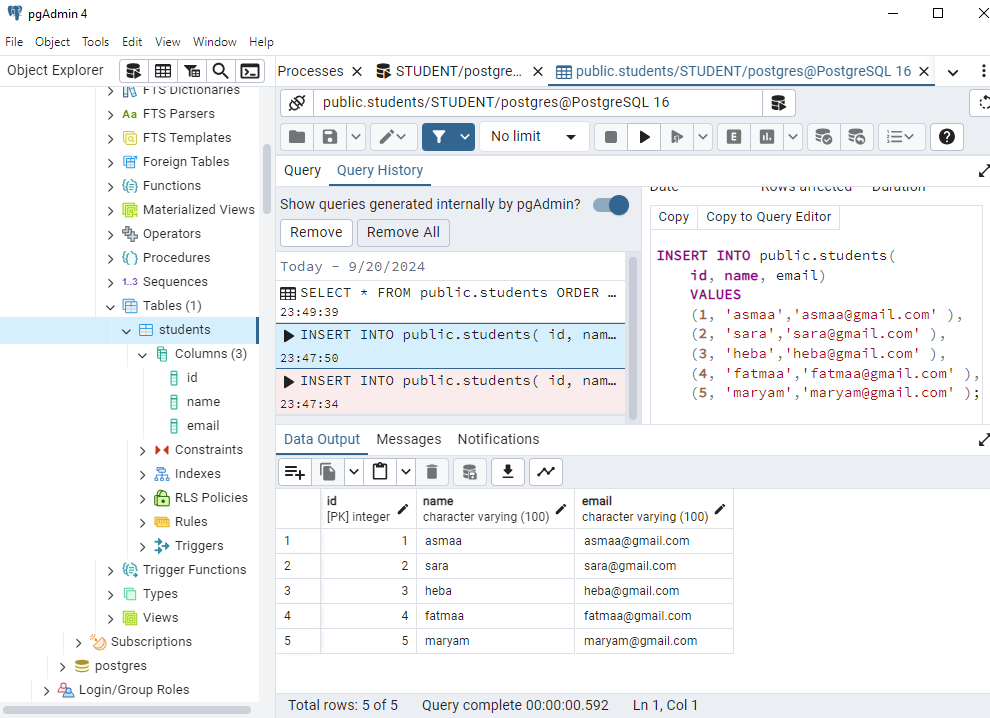 pgAdmin 4
File Object Tools Edit View Window Help
Object Explorer
FTS Dictionaries
Aa FTS Parsers
FTS Templates
Foreign Tables
Functions
Materialized Views
Operators
Procedures
1..3 Sequences
Tables (1)
students
Columns (3)
id
name
email
Constraints
Indexes
RLS Policies
Rules
Triggers
Trigger Functions
Types
Views
Subscriptions
postgres
Login/Group Roles
Processes STUDENT/postgre... public.students/STUDENT/postgres@PostgreSQL 16
public.students/STUDENT/postgres@PostgreSQL 16
No limit E
Query Query History
Show queries generated internally by pgAdmin?
Remove Remove All
Today - 9/20/2024
SELECT * FROM public.students ORDER …
23:49:39
INSERT INTO public.students( id, nam…
23:47:50
INSERT INTO public.students( id, nam…
23:47:34
Date Rows affected Duration
Copy Copy to Query Editor
INSERT INTO public.students(
id, name, email)
VALUES
(1, 'asmaa','asmaa@gmail.com' ),
(2, 'sara','sara@gmail.com' ),
(3, 'heba','heba@gmail.com' ),
(4, 'fatmaa','fatmaa@gmail.com' ),
(5, 'maryam','maryam@gmail.com' );
Data Output Messages Notifications
id name email
[PK] integer character varying (100) character varying (100)
1 1 asmaa asmaa@gmail.com
2 2 sara sara@gmail.com
3 3 heba heba@gmail.com
4 4 fatmaa fatmaa@gmail.com
5 5 maryam maryam@gmail.com
Total rows: 5 of 5 Query complete 00:00:00.592 Ln 1, Col 1